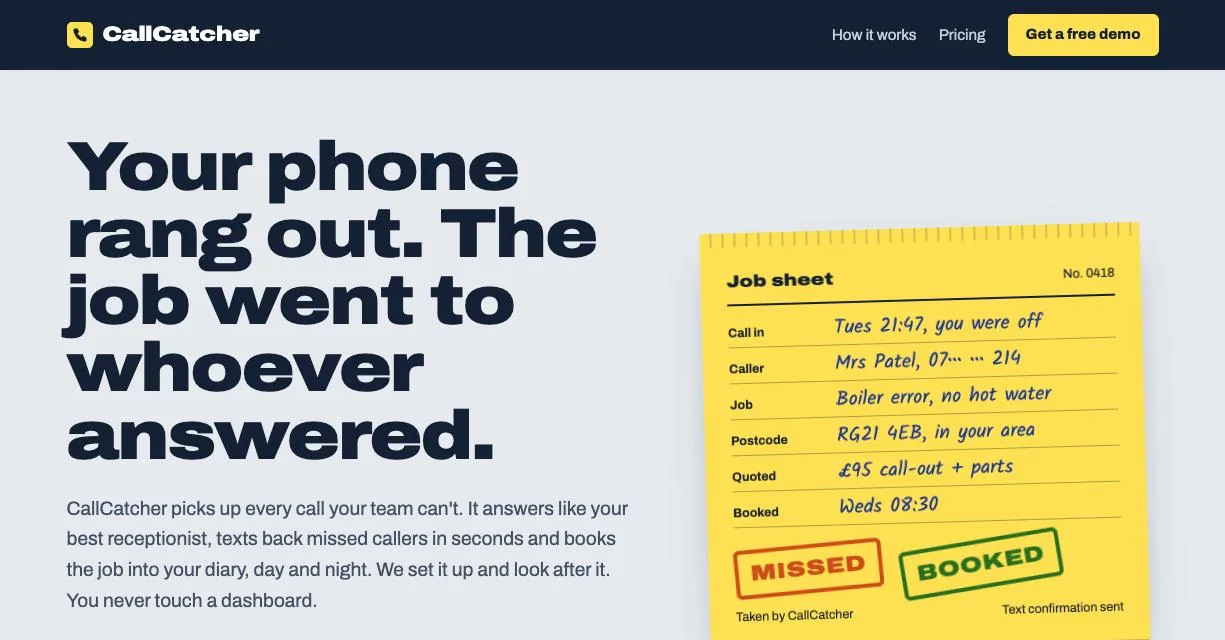 CallCatcher
How it works
Pricing
Get a free demo
Your phone
rang out. The
job went to
whoever
answered.
CallCatcher picks up every call your team can't. It answers like your
best receptionist, texts back missed callers in seconds and books
the job into your diary, day and night. We set it up and look after it.
You never touch a dashboard.
Job sheet
No. 0418
Call in
Tues 21:47, you were off
Caller
Mrs Patel, 07··· ··· 214
Job
Boiler error, no hot water
Postcode
RG21 4EB, in your area
Quoted
£95 call-out + parts
Booked
Weds 08:30
MISSED
BOOKED
Taken by CallCatcher
Text confirmation sent